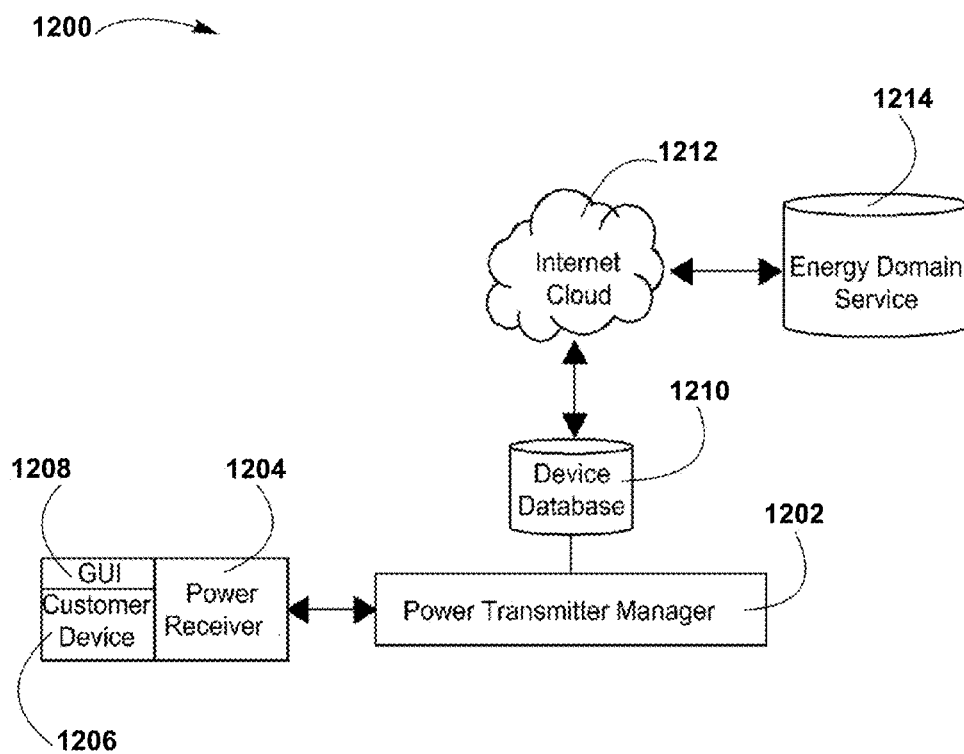 1200
1214
1212
Internet
Cloud
Energy Domain
Service
1210
Device
Database
1208
1204
1202
GUI
Customer
Device
Power
Receiver
Power Transmitter Manager
1206